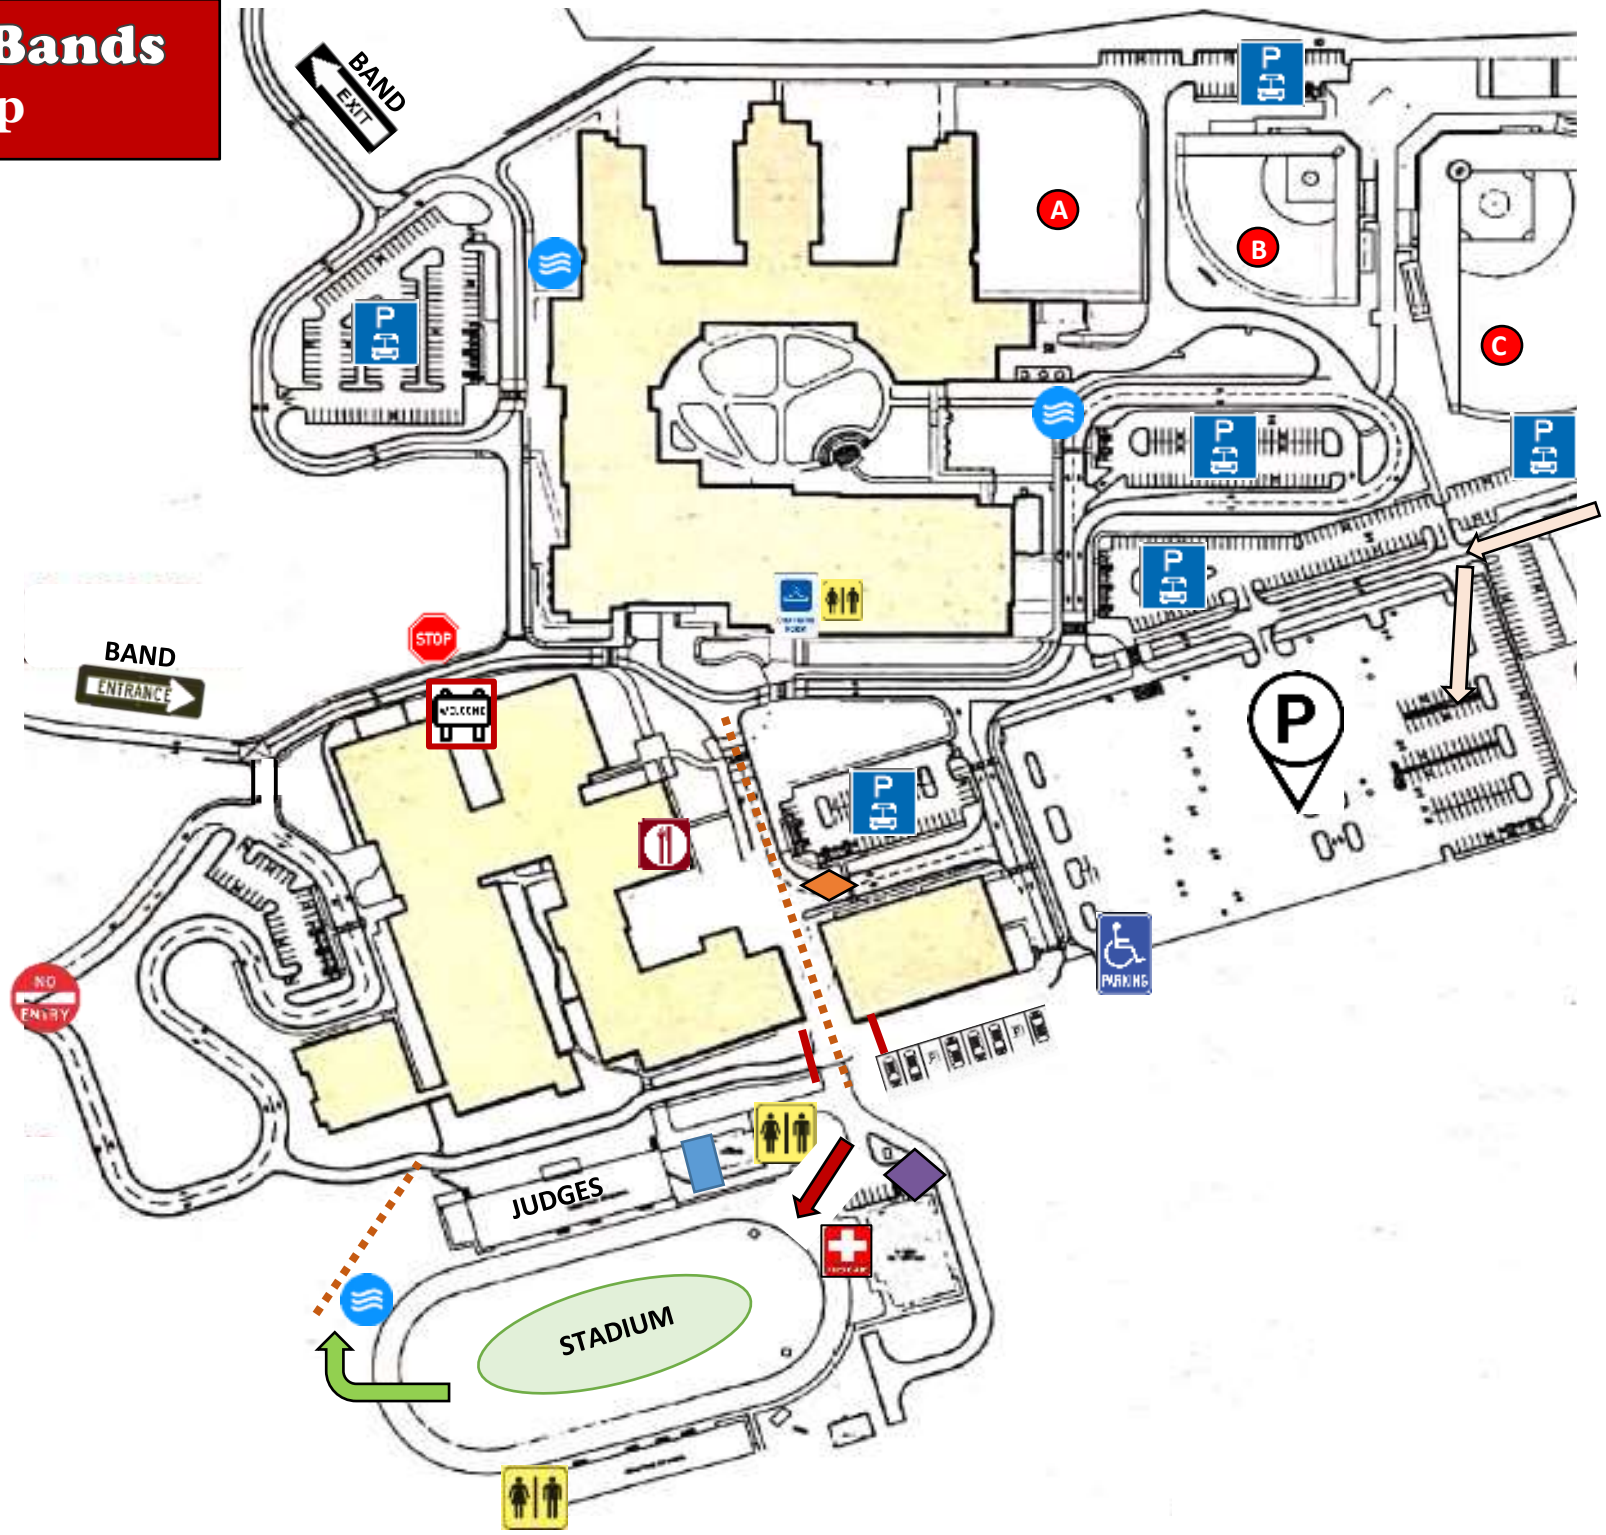 Bands
p
BAND
EXIT
P
A
B
P
C
P
P
P
STOP
BAND
ENTRANCE
WELCOME
P
P
NO
ENTRY
PARKING
JUDGES
STADIUM